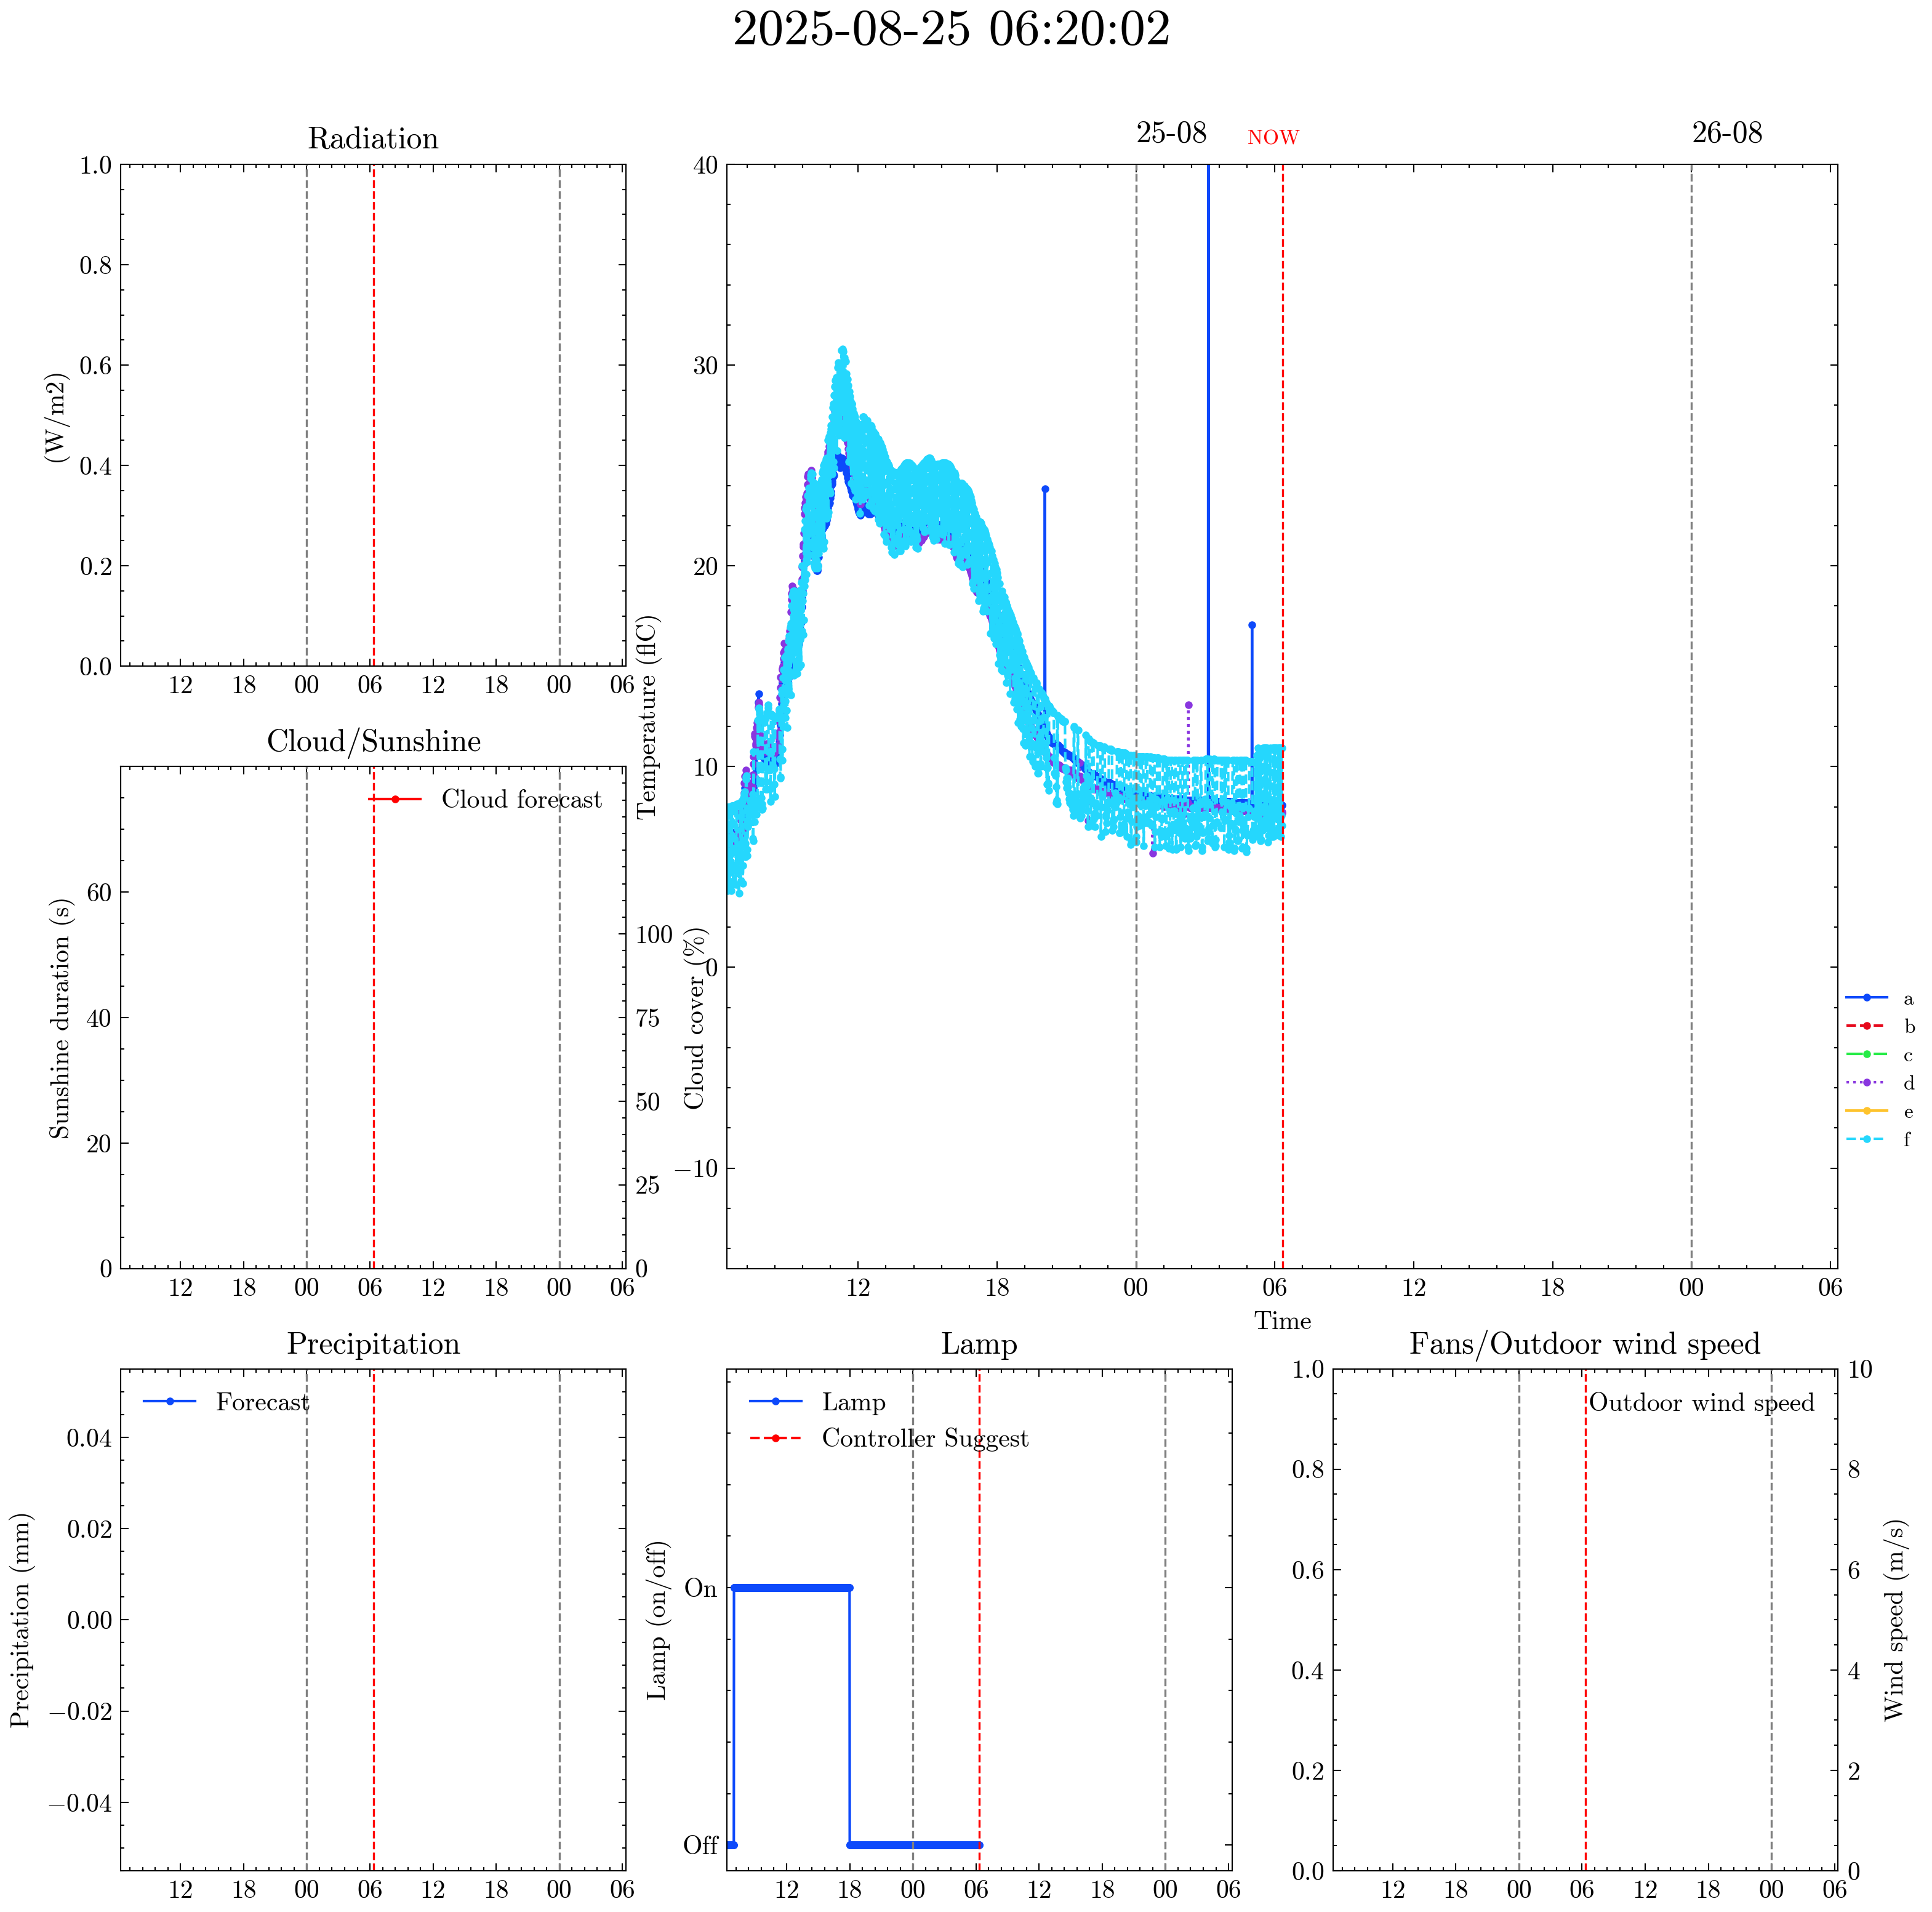 2025-08-25 06:20:02
Radiation
1.0
0.8
0.6
0.4
0.2
0.0
(W/m2)
12 18 00 06 12 18 00 06
25-08 NOW 26-08
40
30
20
10
0
−10
Temperature (flC)
12 18 00 06 12 18 00 06
Time
a
b
c
d
e
f
Cloud/Sunshine
Cloud forecast
60
40
20
0
Sunshine duration (s)
100
75
50
25
0
Cloud cover (%)
12 18 00 06 12 18 00 06
Precipitation
Forecast
0.04
0.02
0.00
−0.02
−0.04
Precipitation (mm)
12 18 00 06 12 18 00 06
Lamp
Lamp
Controller Suggest
On
Off
Lamp (on/off)
12 18 00 06 12 18 00 06
Fans/Outdoor wind speed
Outdoor wind speed
1.0
0.8
0.6
0.4
0.2
0.0
10
8
6
4
2
0
Wind speed (m/s)
12 18 00 06 12 18 00 06